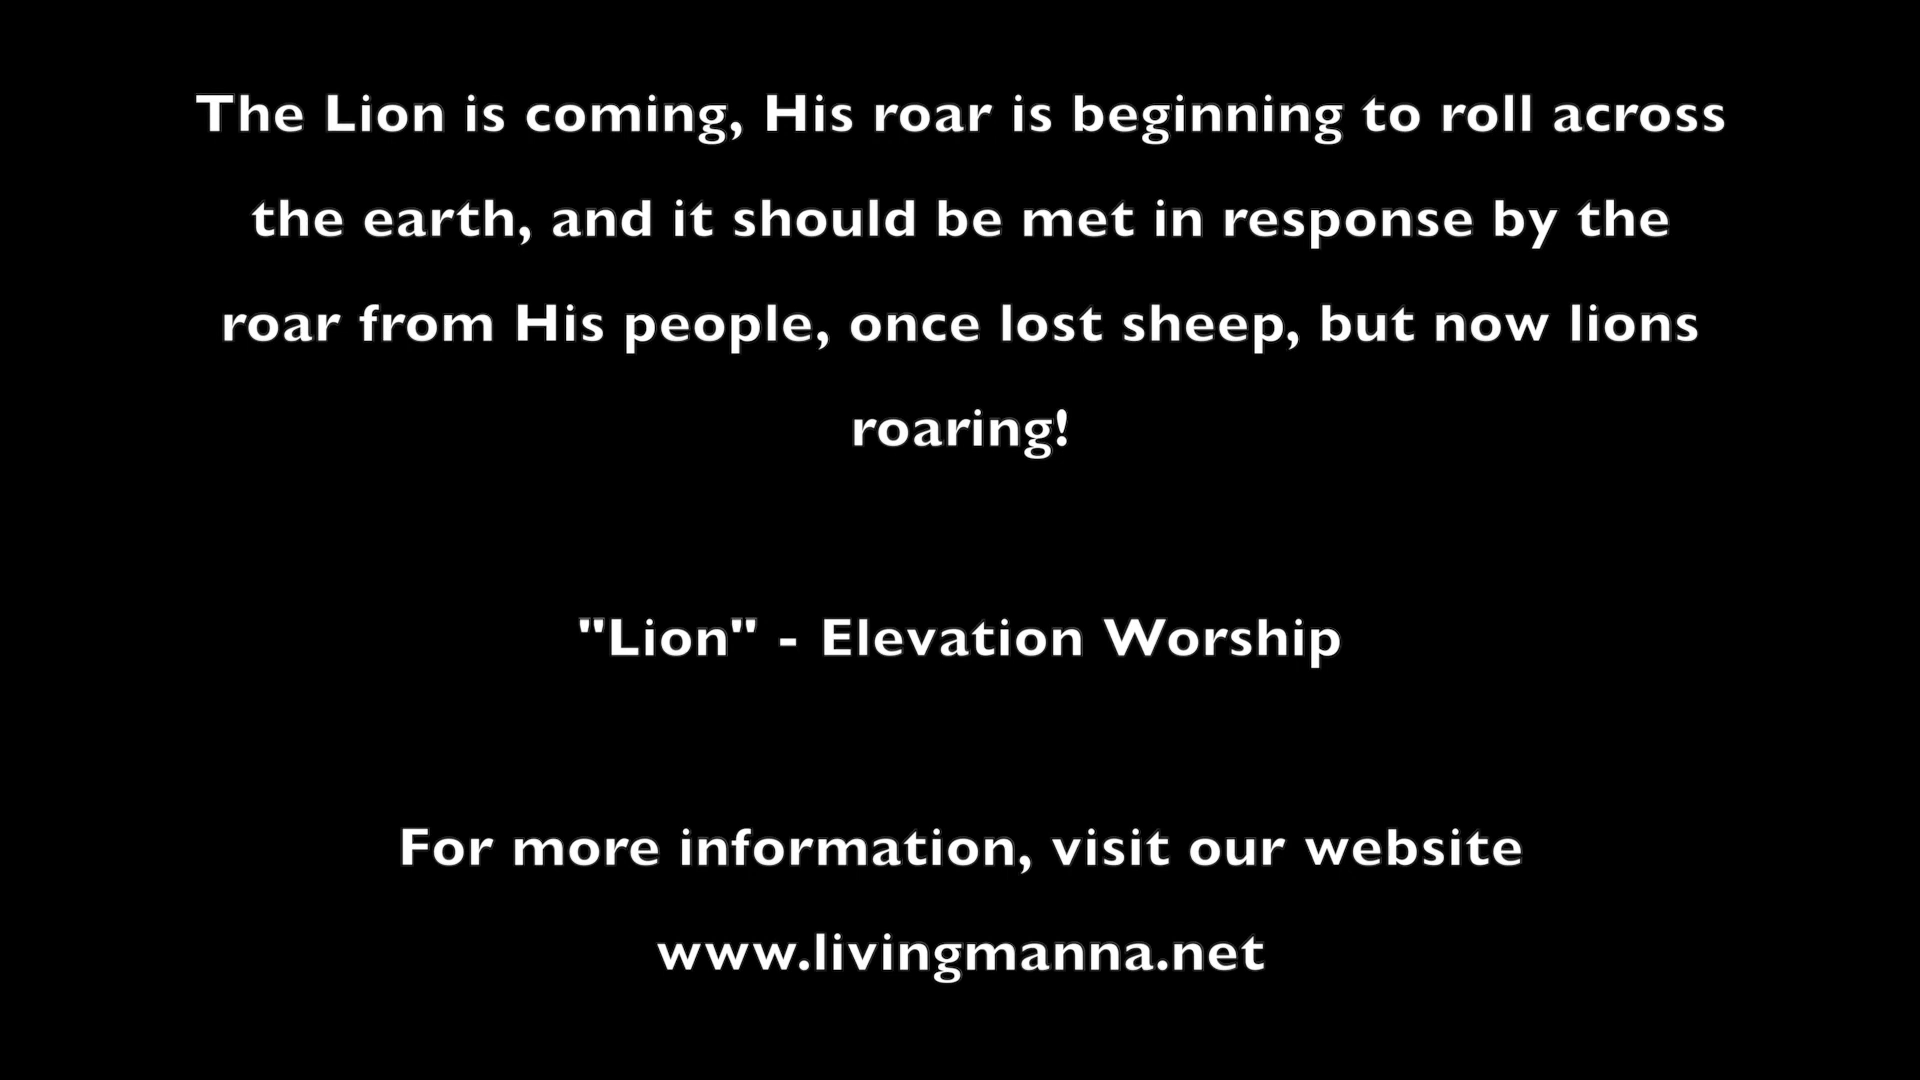 The Lion is coming, His roar is beginning to roll across
the earth, and it should be met in response by the
roar from His people, once lost sheep, but now lions
roaring!
"Lion" - Elevation Worship
For more information, visit our website
www.livingmanna.net